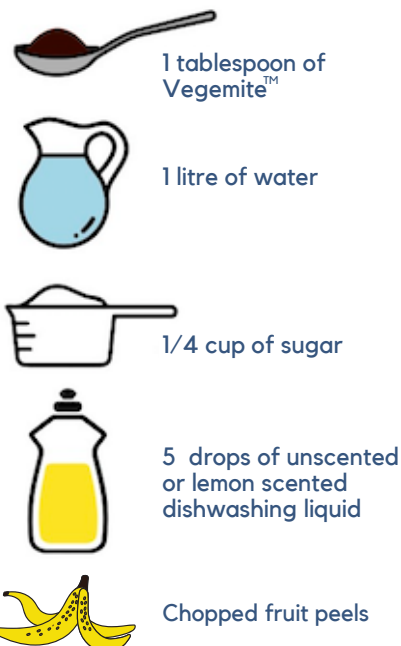 1 tablespoon of
Vegemite™
1 litre of water
1/4 cup of sugar
5 drops of unscented
or lemon scented
dishwashing liquid
Chopped fruit peels